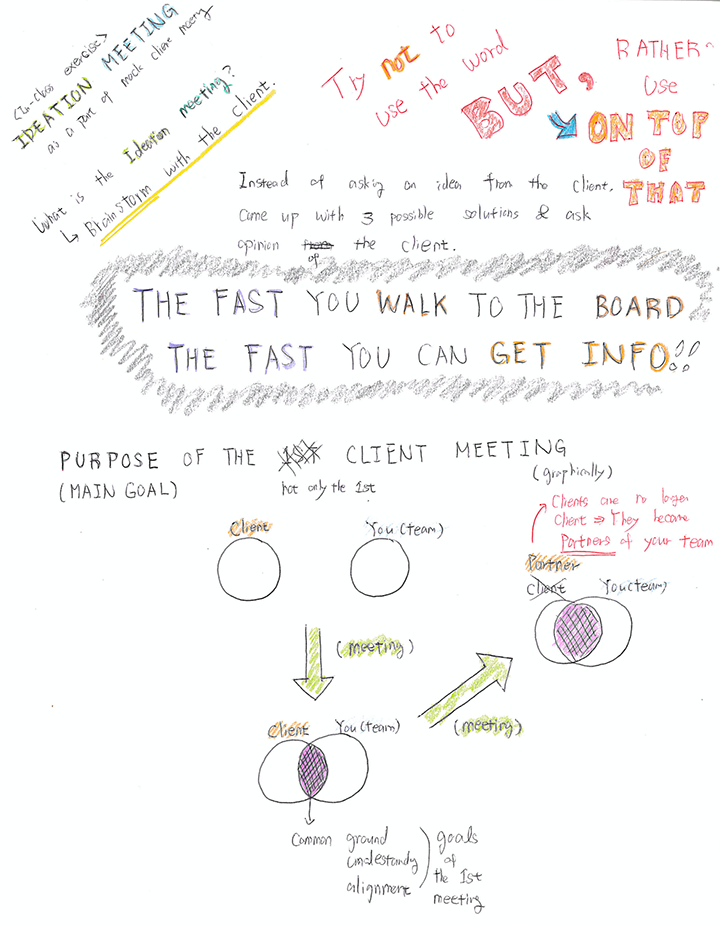 <In-class exercise>
IDEATION MEETING
as a part of mock client meeting
What is the Ideation meeting?
↳ Brainstorm with the client.
Try not to
use the word
BUT,
RATHER
use
ON TOP
OF
THAT
Instead of asking an idea from the client,
Came up with 3 possible solutions & ask
opinion from the client.
of
THE FAST YOU WALK TO THE BOARD
THE FAST YOU CAN GET INFO!!
PURPOSE OF THE 1ST CLIENT MEETING
(MAIN GOAL)
not only the 1st
(graphically)
Clients are no longer
Client ⇒ They become
Partners of your team
Client
You (team)
Partner
Client
You(team)
(meeting)
(meeting)
Client
You(team)
Common ground
undestandy
alignment
goals
of
the 1st
meeting